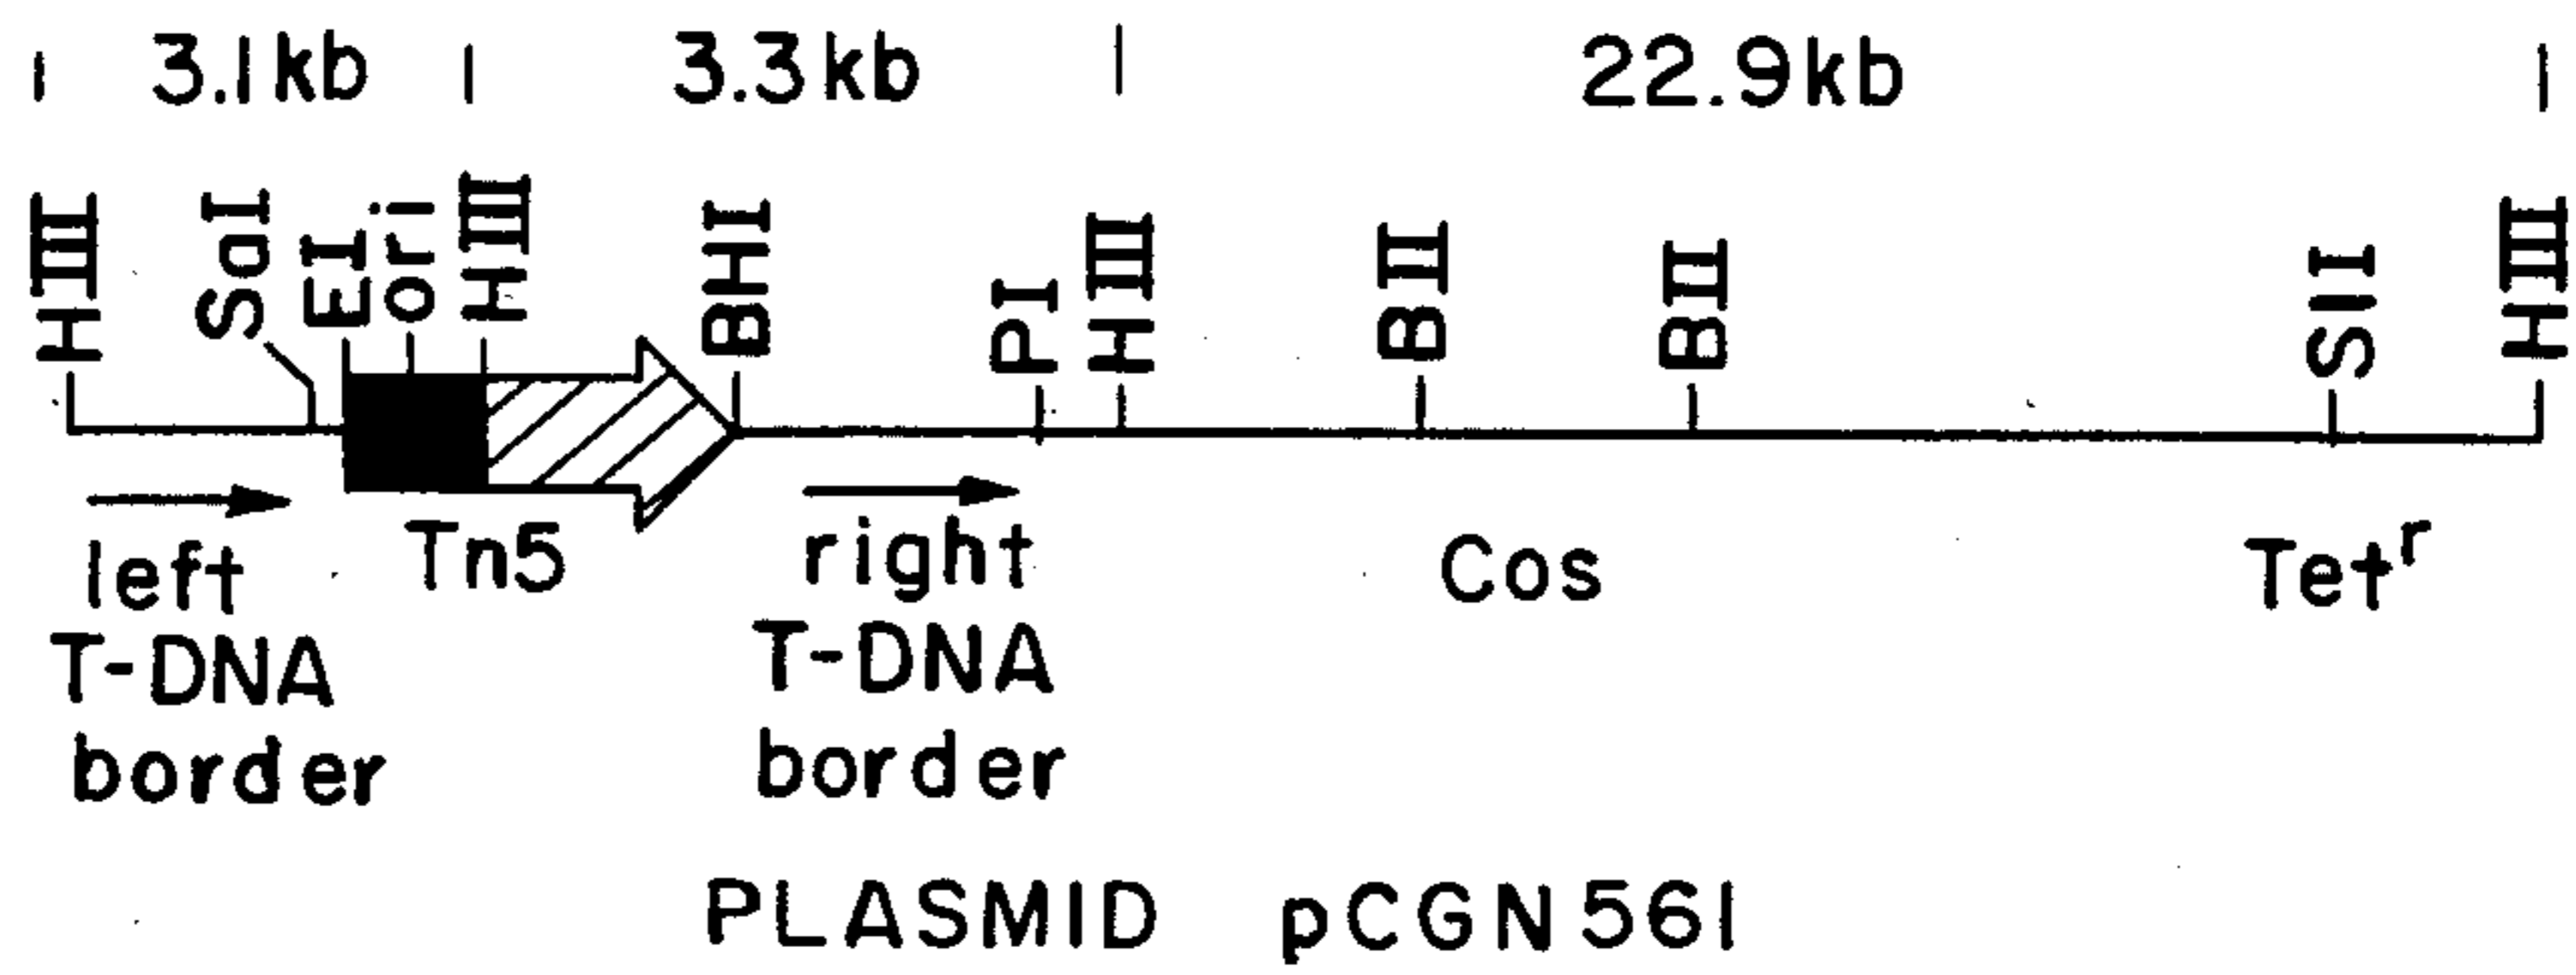 3.1kb 3.3kb 22.9kb
HIII SalI EI ori HIII BHI PI HIII BII BII SII HIII
left T-DNA border
Tn5
right T-DNA border
Cos
Tetr
PLASMID pCGN561